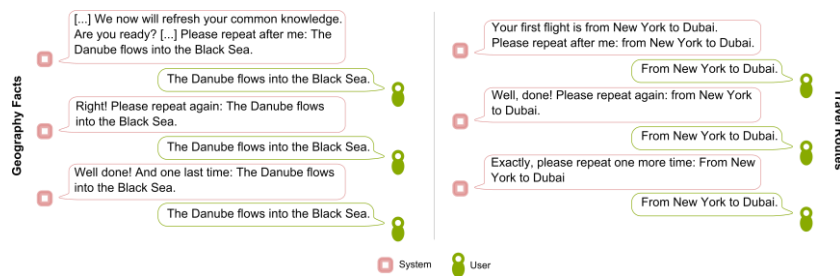 Geography Facts
[...] We now will refresh your common knowledge.
Are you ready? [...] Please repeat after me: The
Danube flows into the Black Sea.
The Danube flows into the Black Sea.
Right! Please repeat again: The Danube flows
into the Black Sea.
The Danube flows into the Black Sea.
Well done! And one last time: The Danube flows
into the Black Sea.
The Danube flows into the Black Sea.
Your first flight is from New York to Dubai.
Please repeat after me: from New York to Dubai.
From New York to Dubai.
Well, done! Please repeat again: from New York
to Dubai.
From New York to Dubai.
Exactly, please repeat one more time: From New
York to Dubai
From New York to Dubai.
Travel Routes
System
User